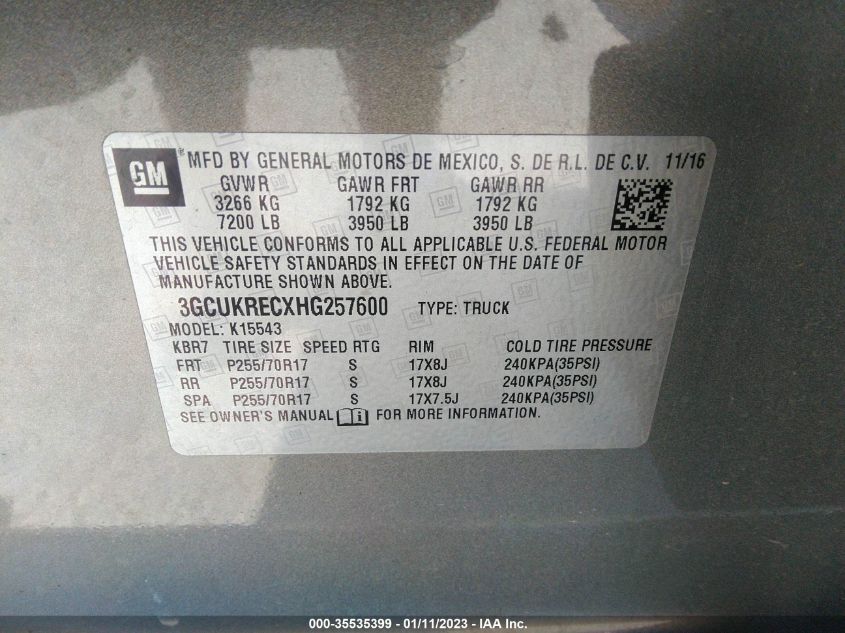 GM ® MFD BY GENERAL MOTORS DE MEXICO, S. DE R.L. DE C.V. 11/16
GVWR GAWR FRT GAWR RR
3266 KG 1792 KG 1792 KG
7200 LB 3950 LB 3950 LB
THIS VEHICLE CONFORMS TO ALL APPLICABLE U.S. FEDERAL MOTOR
VEHICLE SAFETY STANDARDS IN EFFECT ON THE DATE OF
MANUFACTURE SHOWN ABOVE.
3GCUKRECXHG257600 TYPE: TRUCK
MODEL: K15543
KBR7 TIRE SIZE SPEED RTG RIM COLD TIRE PRESSURE
FRT P255/70R17 S 17X8J 240KPA(35PSI)
RR P255/70R17 S 17X8J 240KPA(35PSI)
SPA P255/70R17 S 17X7.5J 240KPA(35PSI)
SEE OWNER'S MANUAL i FOR MORE INFORMATION.
000-35535399 - 01/11/2023 - IAA Inc.